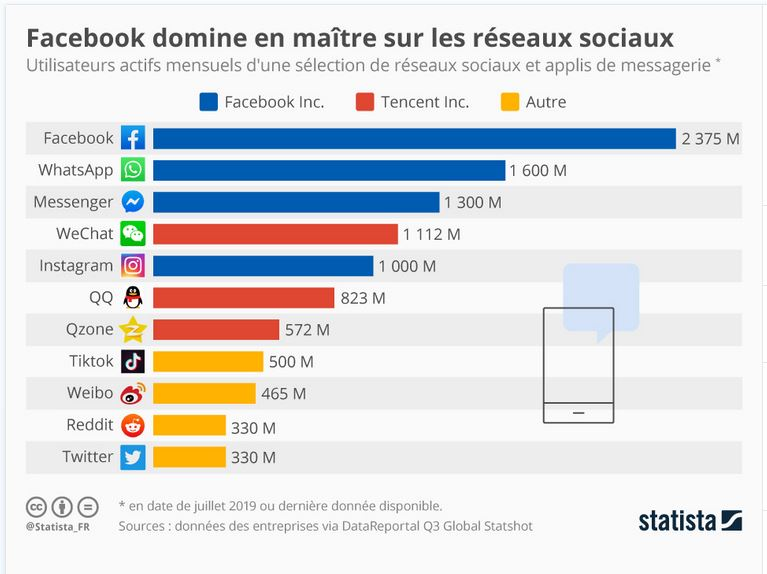 Facebook domine en maître sur les réseaux sociaux
Utilisateurs actifs mensuels d'une sélection de réseaux sociaux et applis de messagerie *
Facebook Inc. Tencent Inc. Autre
Facebook 2 375 M
WhatsApp 1 600 M
Messenger 1 300 M
WeChat 1 112 M
Instagram 1 000 M
QQ 823 M
Qzone 572 M
Tiktok 500 M
Weibo 465 M
Reddit 330 M
Twitter 330 M
* en date de juillet 2019 ou dernière donnée disponible.
@Statista_FR Sources : données des entreprises via DataReportal Q3 Global Statshot
statista